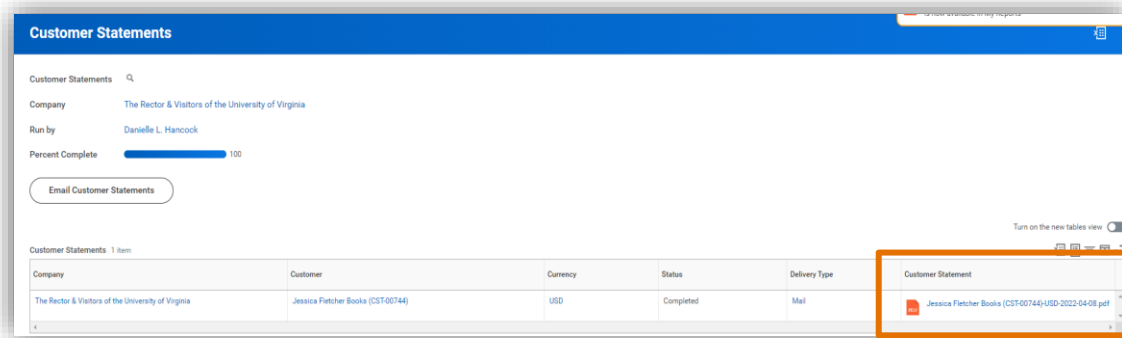 is now available in My Reports
Customer Statements
Customer Statements
Company The Rector & Visitors of the University of Virginia
Run by Danielle L. Hancock
Percent Complete 100
Email Customer Statements
Turn on the new tables view
Customer Statements 1 item
Company Customer Currency Status Delivery Type Customer Statement
The Rector & Visitors of the University of Virginia Jessica Fletcher Books (CST-00744) USD Completed Mail Jessica Fletcher Books (CST-00744)-USD-2022-04-08.pdf